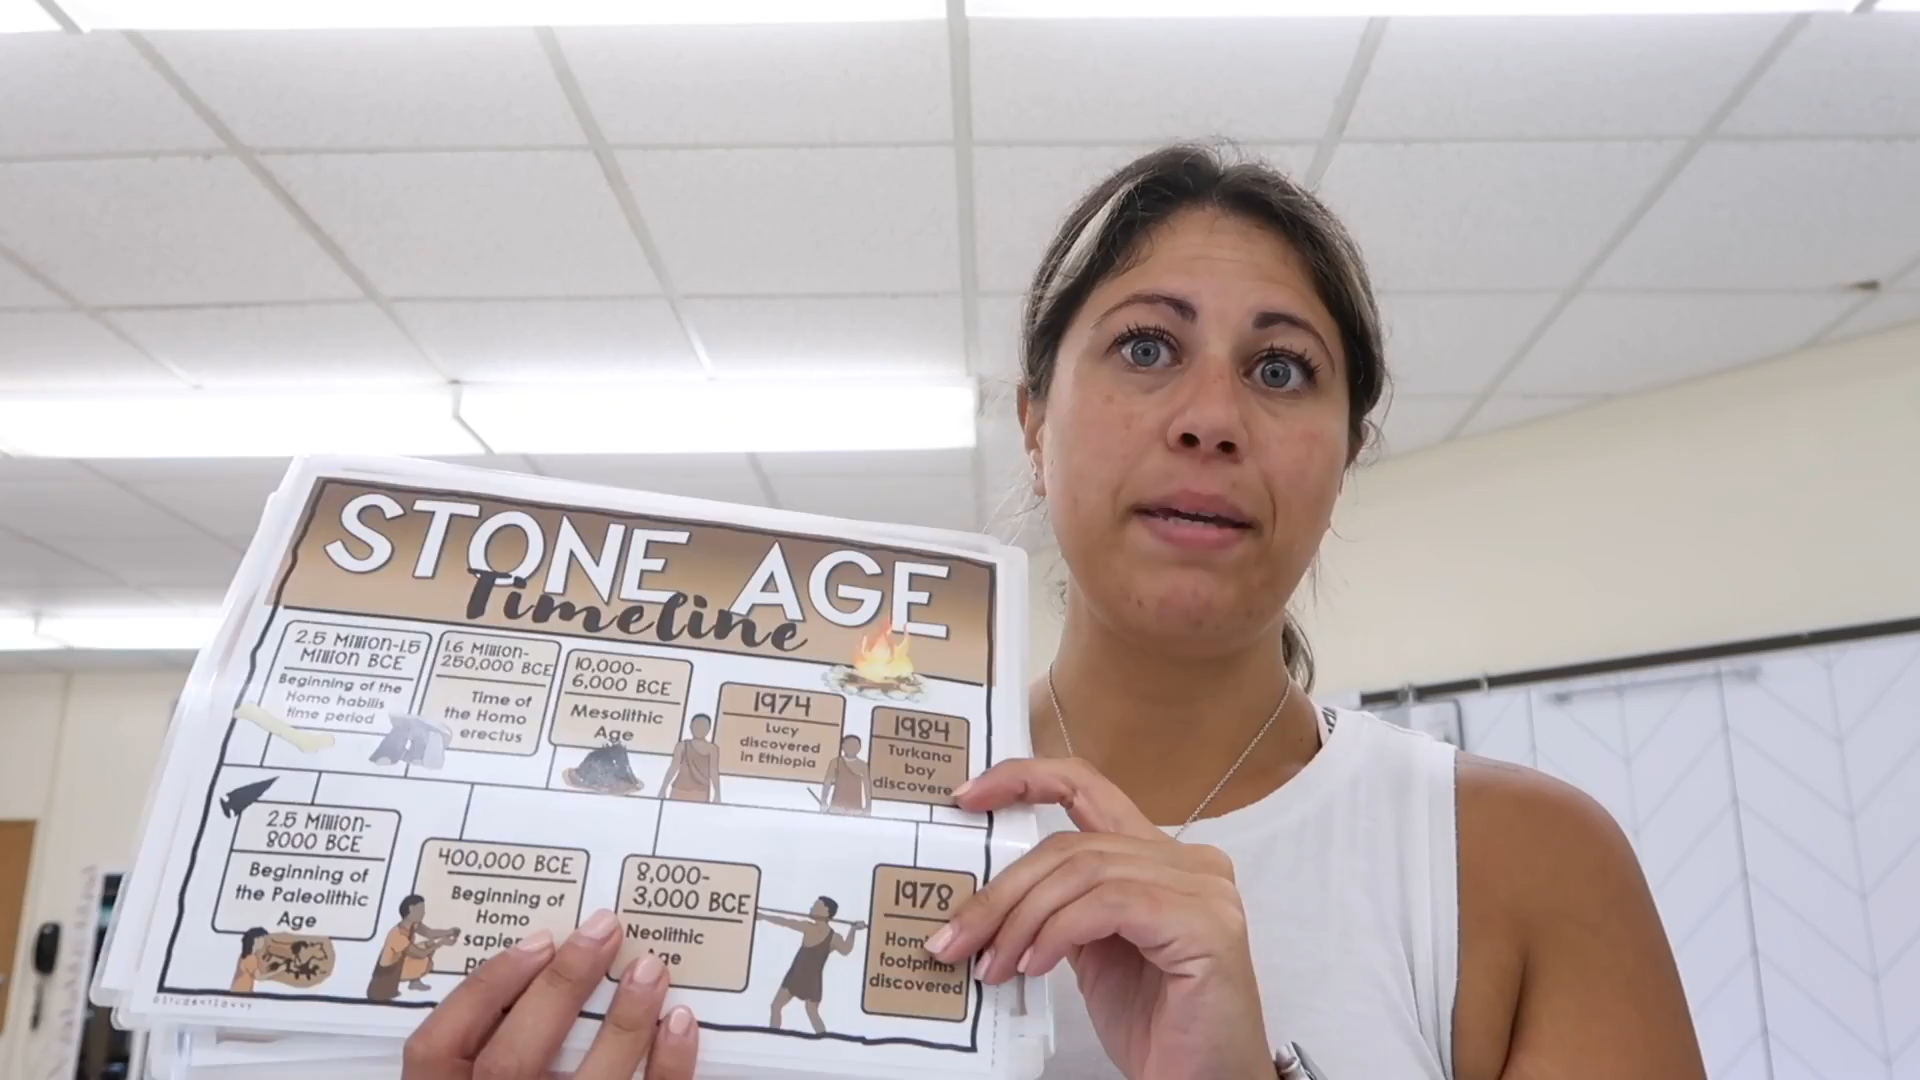 STONE AGE
Timeline
2.5 Million-1.5
Million BCE
Beginning of the
Homo habilis
time period
1.6 Million-
250,000 BCE
Time of
the Homo
erectus
10,000-
6,000 BCE
Mesolithic
Age
1974
Lucy
discovered
in Ethiopia
1984
Turkana
boy
discovere
2.5 Million-
8000 BCE
Beginning of
the Paleolithic
Age
400,000 BCE
Beginning of
Homo
8,000-
3,000 BCE
Neolithic
Age
1978
footprints
discovered
©StudentSavvy